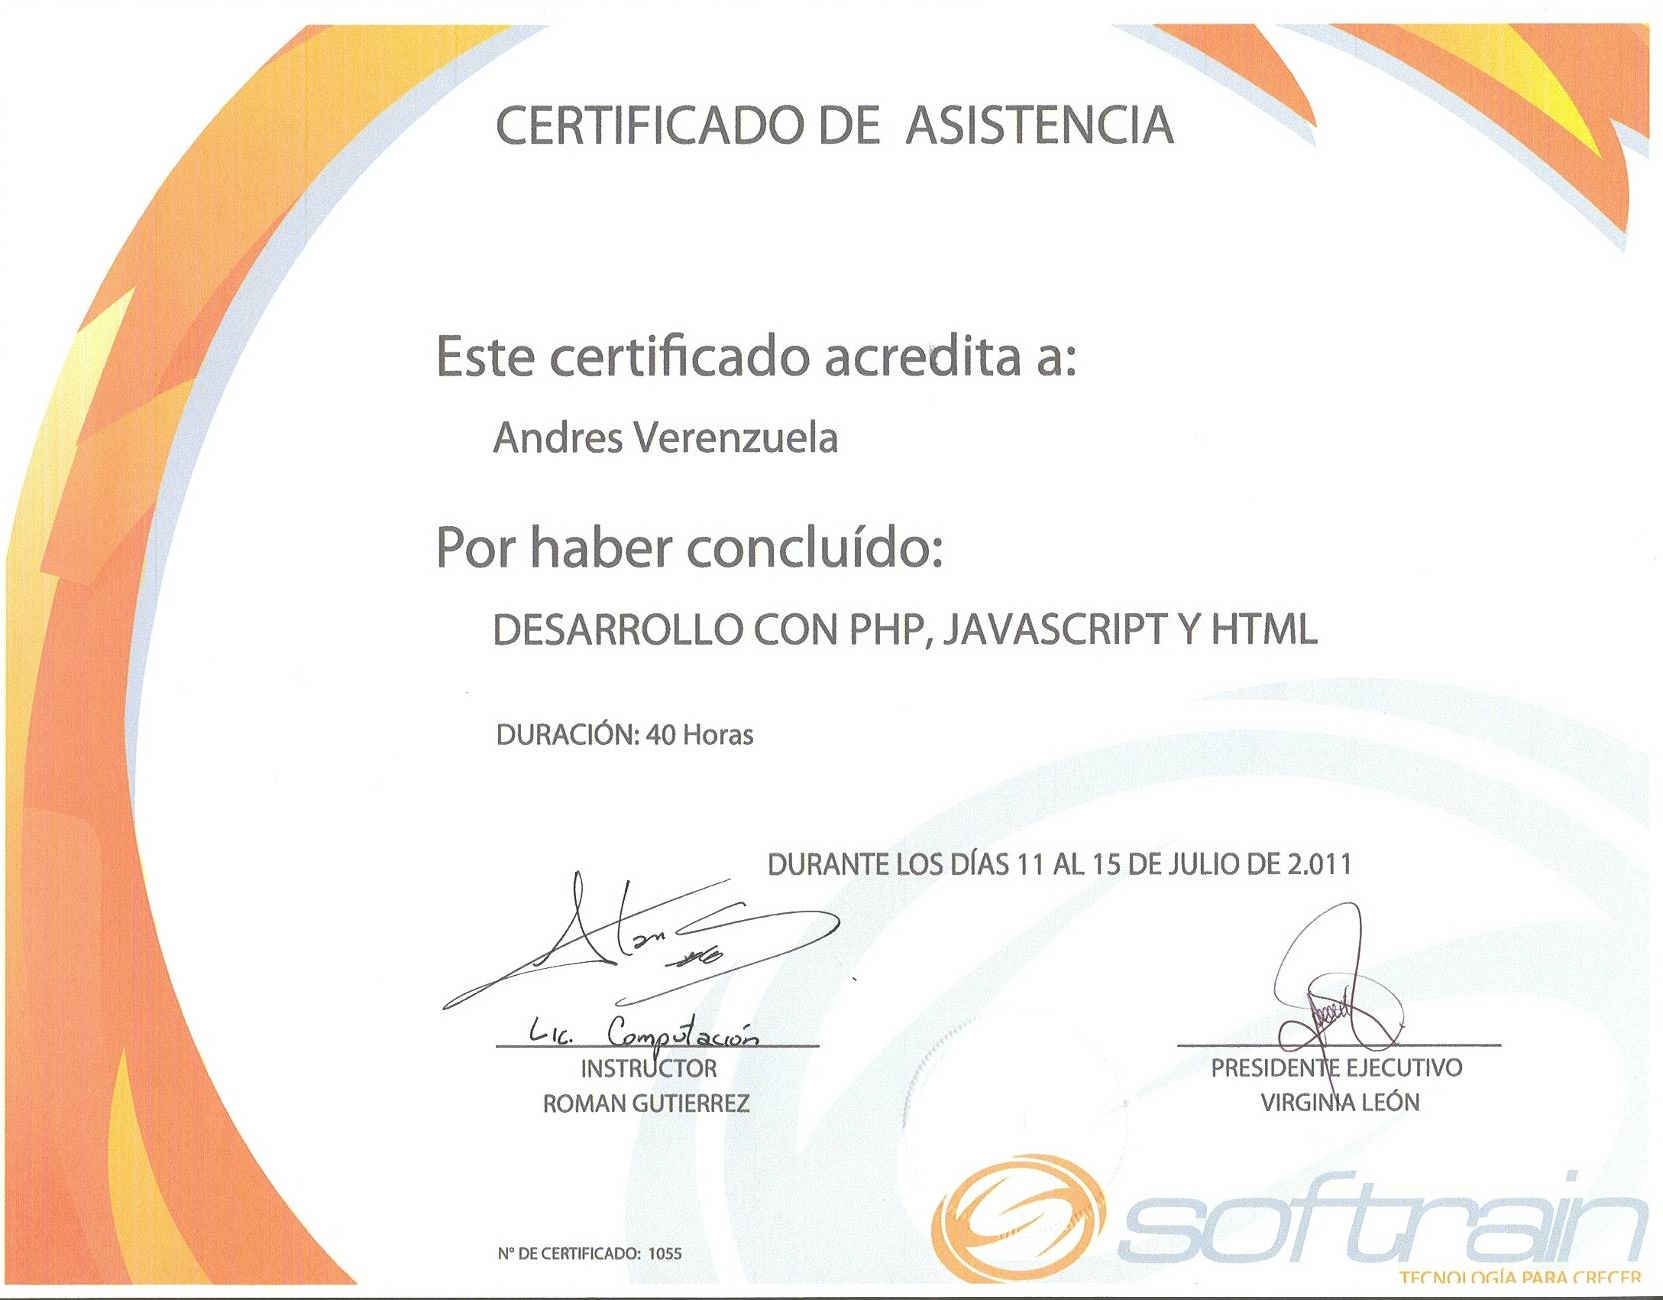 CERTIFICADO DE ASISTENCIA
Este certificado acredita a:
Andres Verenzuela
Por haber concluído:
DESARROLLO CON PHP, JAVASCRIPT Y HTML
DURACIÓN: 40 Horas
DURANTE LOS DÍAS 11 AL 15 DE JULIO DE 2.011
Lic. Computación
INSTRUCTOR
ROMAN GUTIERREZ
PRESIDENTE EJECUTIVO
VIRGINIA LEÓN
softrain
TECNOLOGÍA PARA CRECER
N° DE CERTIFICADO: 1055